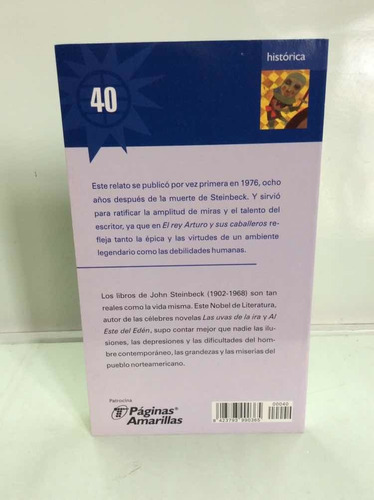 histórica
40
Este relato se publicó por vez primera en 1976, ocho
años después de la muerte de Steinbeck. Y sirvió
para ratificar la amplitud de miras y el talento del
escritor, ya que en El rey Arturo y sus caballeros re-
fleja tanto la épica y las virtudes de un ambiente
legendario como las debilidades humanas.
Los libros de John Steinbeck (1902-1968) son tan
reales como la vida misma. Este Nobel de Literatura,
autor de las célebres novelas Las uvas de la ira y Al
Este del Edén, supo contar mejor que nadie las ilu-
siones, las depresiones y las dificultades del hom-
bre contemporáneo, las grandezas y las miserias del
pueblo norteamericano.
Patrocina
Páginas®
Amarillas
00040